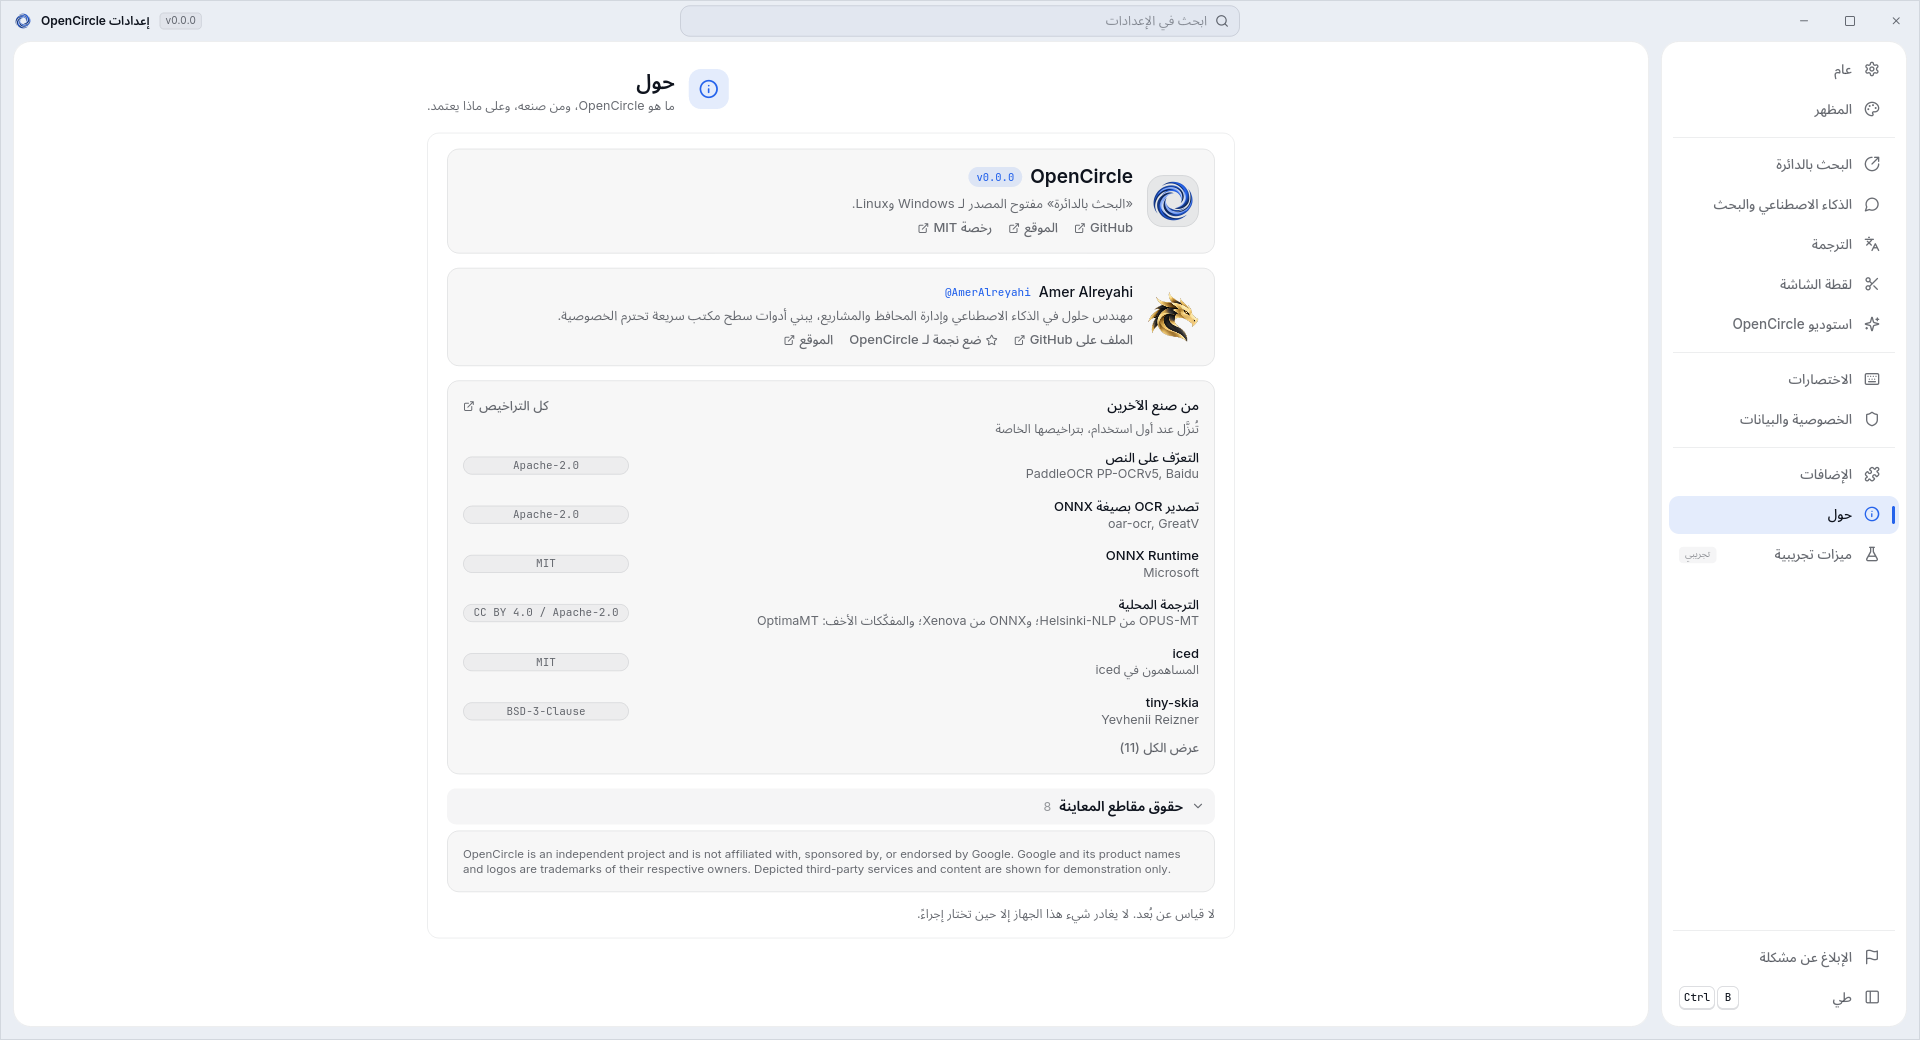 إعدادات OpenCircle
v0.0.0
ابحث في الإعدادات
عام
المظهر
البحث بالدائرة
الذكاء الاصطناعي والبحث
الترجمة
لقطة الشاشة
استوديو OpenCircle
الاختصارات
الخصوصية والبيانات
الإضافات
حول
ميزات تجريبية
تجريبي
الإبلاغ عن مشكلة
طي
Ctrl B
حول
ما هو OpenCircle، ومن صنعه، وعلى ماذا يعتمد.
OpenCircle v0.0.0
«البحث بالدائرة» مفتوح المصدر لـ Windows وLinux.
GitHub الموقع رخصة MIT
Amer Alreyahi @AmerAlreyahi
مهندس حلول في الذكاء الاصطناعي وإدارة المحافظ والمشاريع، يبني أدوات سطح مكتب سريعة تحترم الخصوصية.
الملف على GitHub ضع نجمة لـ OpenCircle الموقع
من صنع الآخرين
كل التراخيص
تُنزَّل عند أول استخدام، بتراخيصها الخاصة
التعرّف على النص
PaddleOCR PP-OCRv5, Baidu
Apache-2.0
تصدير OCR بصيغة ONNX
oar-ocr, GreatV
Apache-2.0
ONNX Runtime
Microsoft
MIT
الترجمة المحلية
OPUS-MT من Helsinki-NLP؛ وONNX من Xenova؛ والمفكّكات الأخف: OptimaMT
CC BY 4.0 / Apache-2.0
iced
المساهمون في iced
MIT
tiny-skia
Yevhenii Reizner
BSD-3-Clause
عرض الكل (11)
حقوق مقاطع المعاينة 8
OpenCircle is an independent project and is not affiliated with, sponsored by, or endorsed by Google. Google and its product names
and logos are trademarks of their respective owners. Depicted third-party services and content are shown for demonstration only.
لا قياس عن بُعد. لا يغادر شيء هذا الجهاز إلا حين تختار إجراءً.